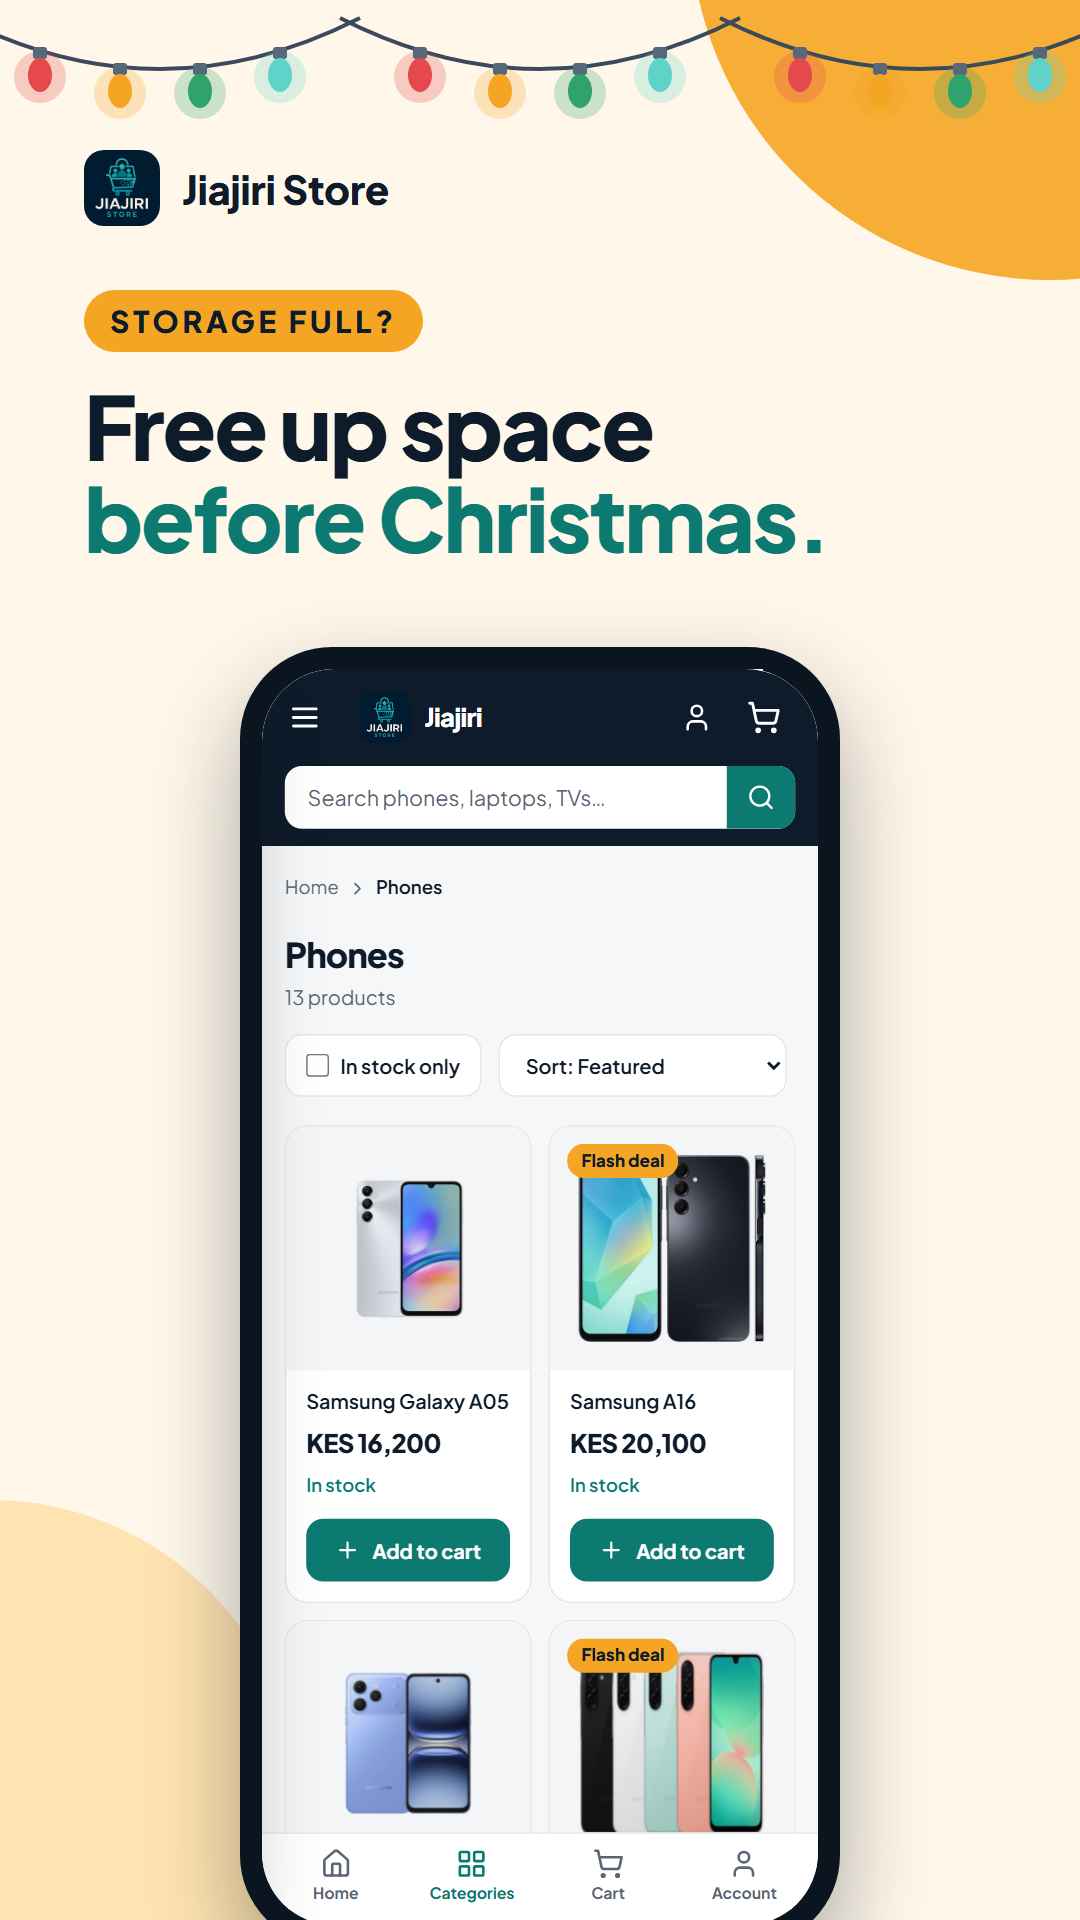 JIAJIRI
STORE
Jiajiri Store
STORAGE FULL?
Free up space
before Christmas.
JIAJIRI
STORE
Jiajiri
Search phones, laptops, TVs...
Home > Phones
Phones
13 products
In stock only
Sort: Featured
Flash deal
Samsung Galaxy A05
KES 16,200
In stock
+ Add to cart
Samsung A16
KES 20,100
In stock
+ Add to cart
Flash deal
Home
Categories
Cart
Account